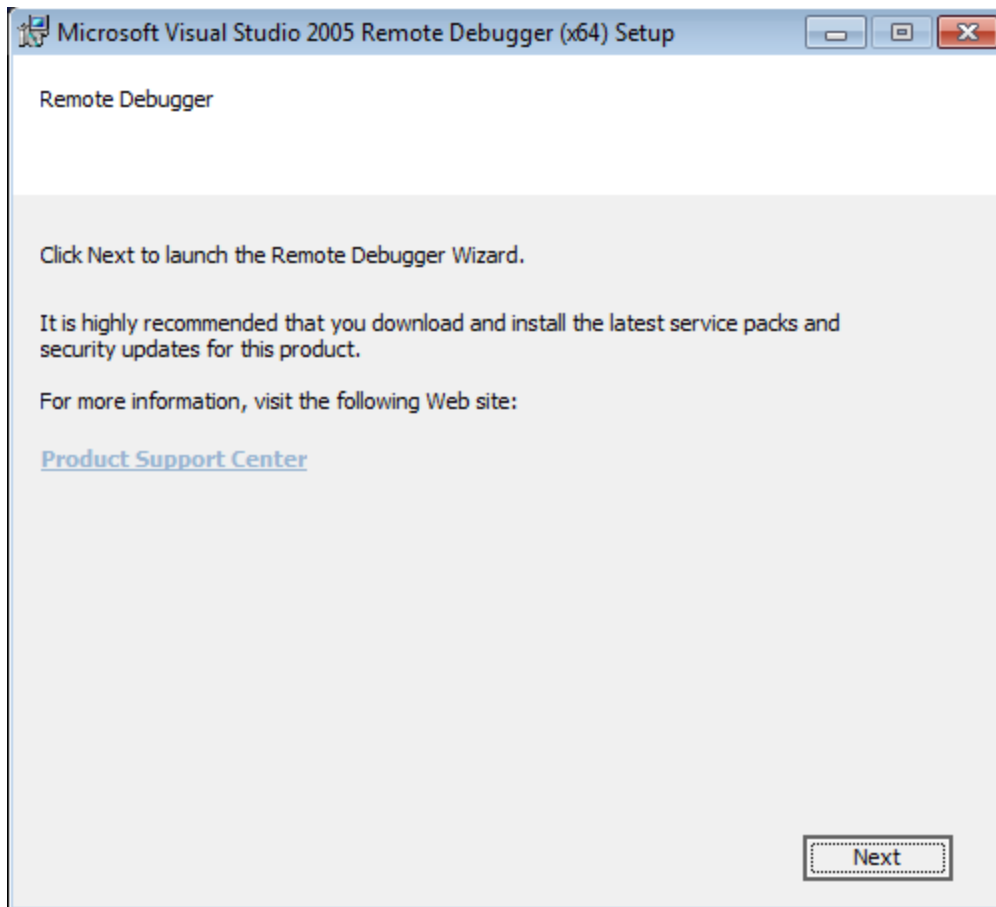 Microsoft Visual Studio 2005 Remote Debugger (x64) Setup
Remote Debugger
Click Next to launch the Remote Debugger Wizard.
It is highly recommended that you download and install the latest service packs and
security updates for this product.
For more information, visit the following Web site:
Product Support Center
Next